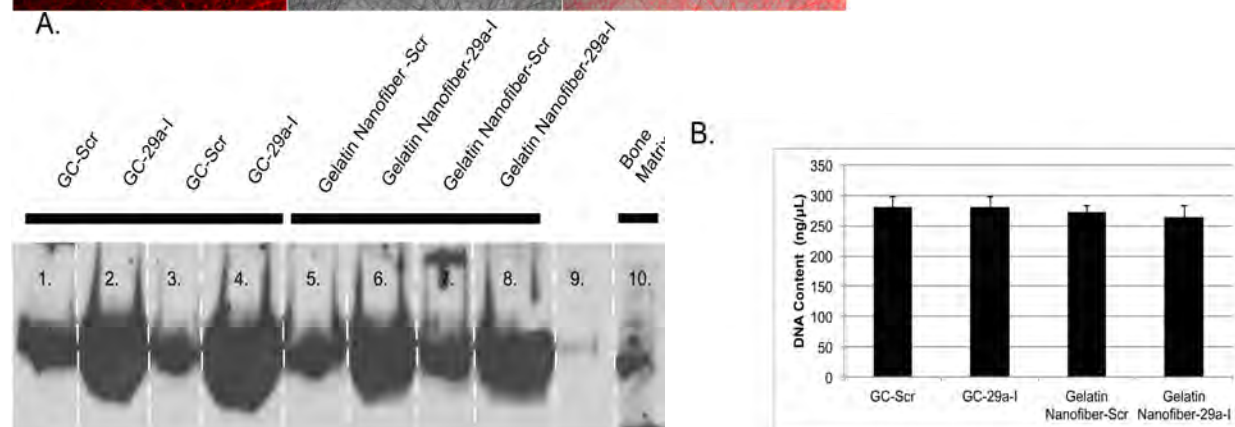 A.
GC-Scr
GC-29a-I
GC-Scr
GC-29a-I
Gelatin Nanofiber -Scr
Gelatin Nanofiber-29a-I
Gelatin Nanofiber-Scr
Gelatin Nanofiber-29a-I
Bone
Matrix
1. 2. 3. 4. 5. 6. 7. 8. 9. 10.
B.
DNA Content (ng/µL)
350
300
250
200
150
100
50
0
GC-Scr
GC-29a-I
Gelatin
Nanofiber-Scr
Gelatin
Nanofiber-29a-I